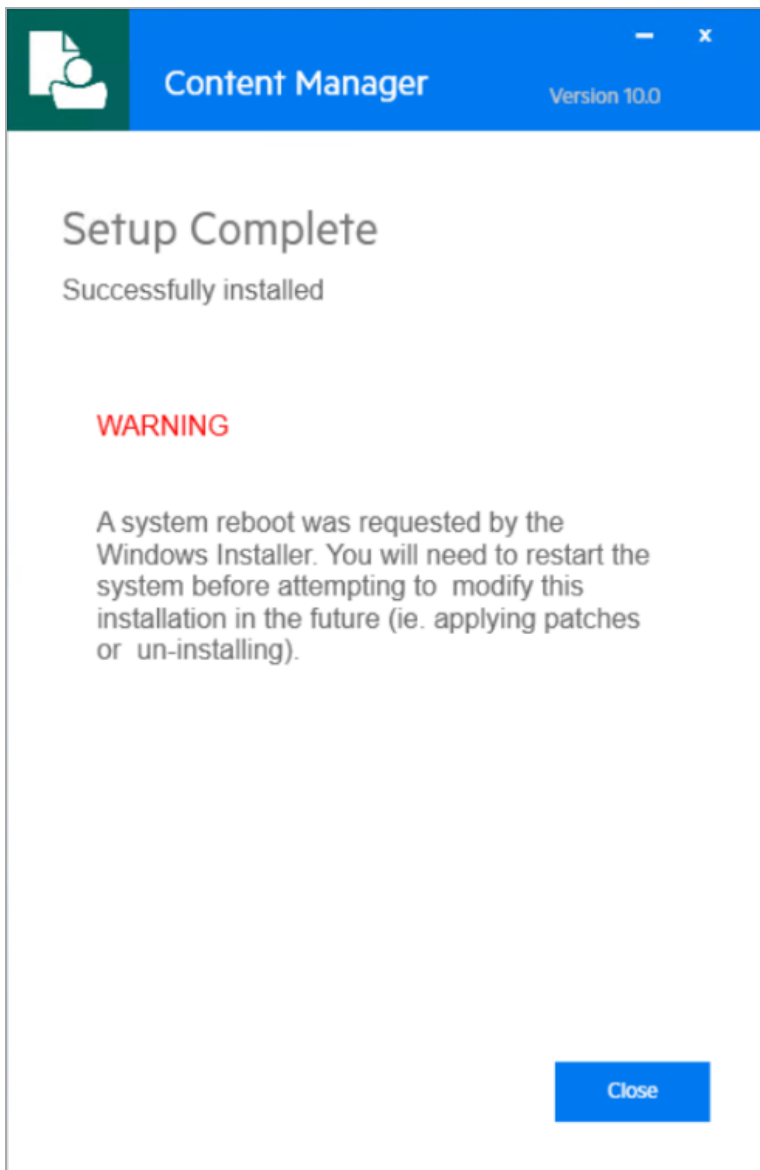 Content Manager
Version 10.0
Setup Complete
Successfully installed
WARNING
A system reboot was requested by the
Windows Installer. You will need to restart the
system before attempting to  modify this
installation in the future (ie. applying patches
or  un-installing).
Close